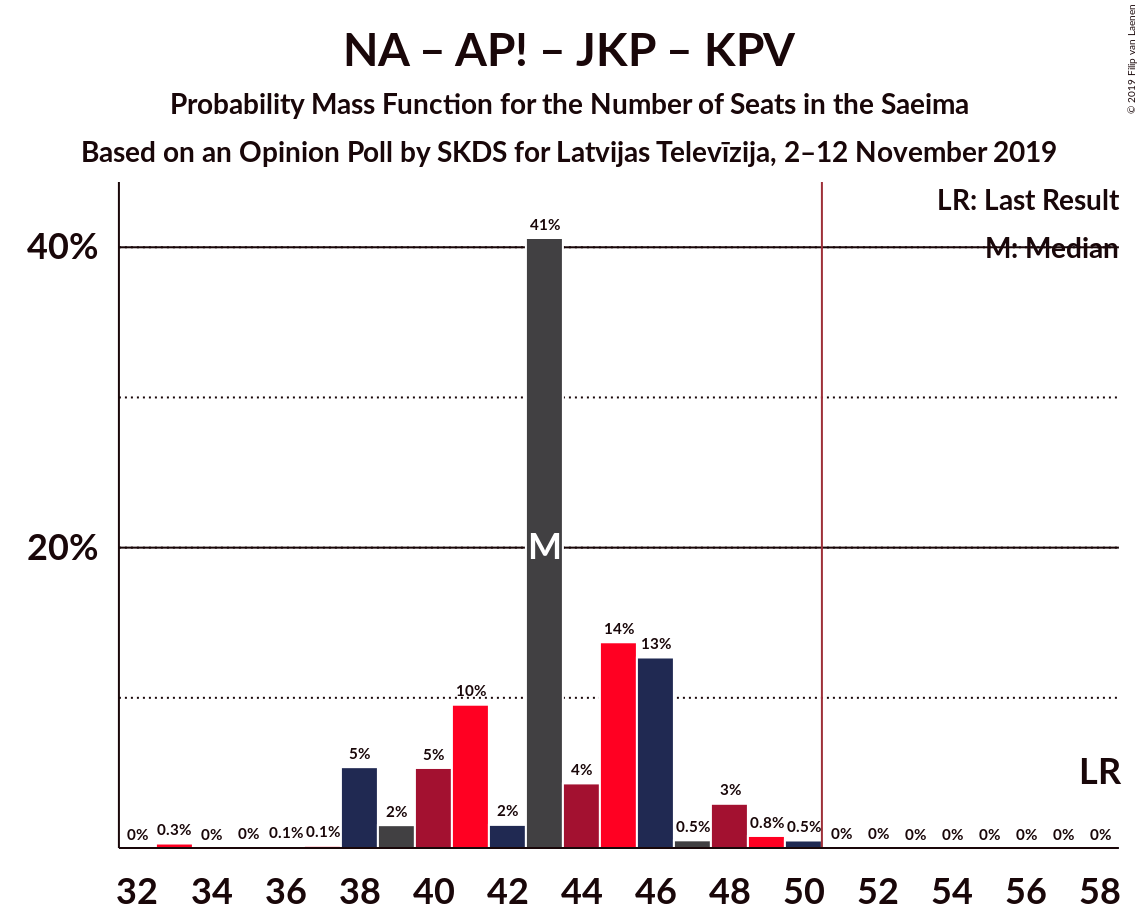 NA – AP! – JKP – KPV
Probability Mass Function for the Number of Seats in the Saeima
Based on an Opinion Poll by SKDS for Latvijas Televīzija, 2–12 November 2019
© 2019 Filip van Laenen
LR: Last Result
M: Median
40%
20%
0% 0.3% 0% 0% 0.1% 0.1% 5% 2% 5% 10% 2% 41% 4% 14% 13% 0.5% 3% 0.8% 0.5% 0% 0% 0% 0% 0% 0% 0% 0%
M
LR
32 34 36 38 40 42 44 46 48 50 52 54 56 58